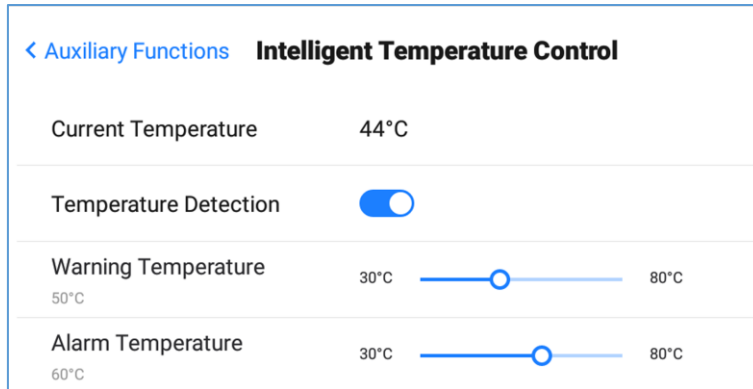 Auxiliary Functions Intelligent Temperature Control
Current Temperature 44°C
Temperature Detection
Warning Temperature 30°C 80°C
50°C
Alarm Temperature 30°C 80°C
60°C